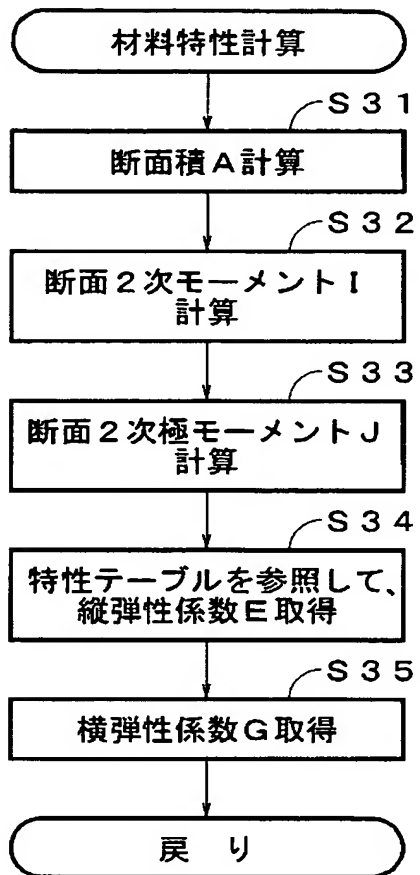 材料特性計算
S31
断面積A計算
S32
断面2次モーメントI
計算
S33
断面2次極モーメントJ
計算
S34
特性テーブルを参照して、
縦弾性係数E取得
S35
横弾性係数G取得
戻り